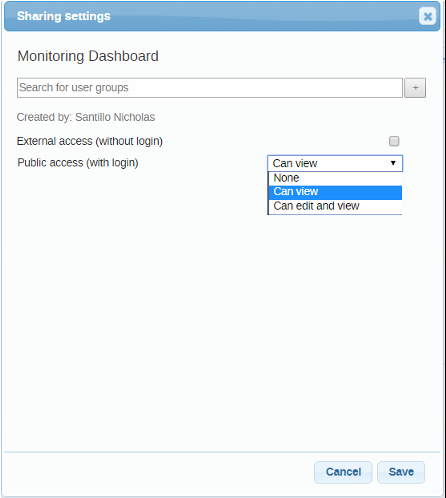 Sharing settings
Monitoring Dashboard
Search for user groups
+
Created by: Santillo Nicholas
External access (without login)
Public access (with login)
Can view
None
Can view
Can edit and view
Cancel
Save